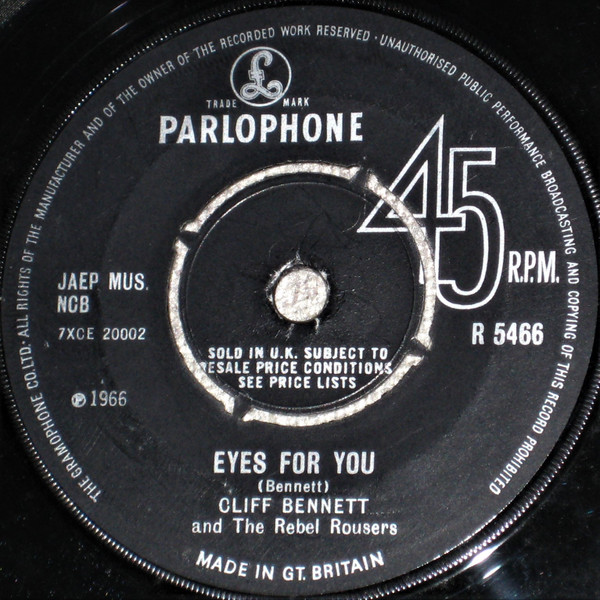 THE GRAMOPHONE CO. LTD. · ALL RIGHTS OF THE MANUFACTURER AND OF THE OWNER OF THE RECORDED WORK RESERVED · UNAUTHORISED PUBLIC PERFORMANCE BROADCASTING AND COPYING OF THIS RECORD PROHIBITED
£
TRADE MARK
PARLOPHONE
45
R.P.M.
JAEP MUS.
NCB
7XCE 20002
R 5466
SOLD IN U.K. SUBJECT TO
RESALE PRICE CONDITIONS
SEE PRICE LISTS
℗ 1966
EYES FOR YOU
(Bennett)
CLIFF BENNETT
and The Rebel Rousers
MADE IN GT. BRITAIN